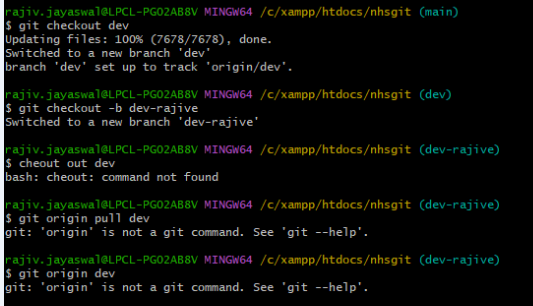 rajiv.jayaswal@LPCL-PG02AB8V MINGW64 /c/xampp/htdocs/nhsgit (main)
$ git checkout dev
Updating files: 100% (7678/7678), done.
Switched to a new branch 'dev'
branch 'dev' set up to track 'origin/dev'.
rajiv.jayaswal@LPCL-PG02AB8V MINGW64 /c/xampp/htdocs/nhsgit (dev)
$ git checkout -b dev-rajive
Switched to a new branch 'dev-rajive'
rajiv.jayaswal@LPCL-PG02AB8V MINGW64 /c/xampp/htdocs/nhsgit (dev-rajive)
$ cheout out dev
bash: cheout: command not found
rajiv.jayaswal@LPCL-PG02AB8V MINGW64 /c/xampp/htdocs/nhsgit (dev-rajive)
$ git origin pull dev
git: 'origin' is not a git command. See 'git --help'.
rajiv.jayaswal@LPCL-PG02AB8V MINGW64 /c/xampp/htdocs/nhsgit (dev-rajive)
$ git origin dev
git: 'origin' is not a git command. See 'git --help'.